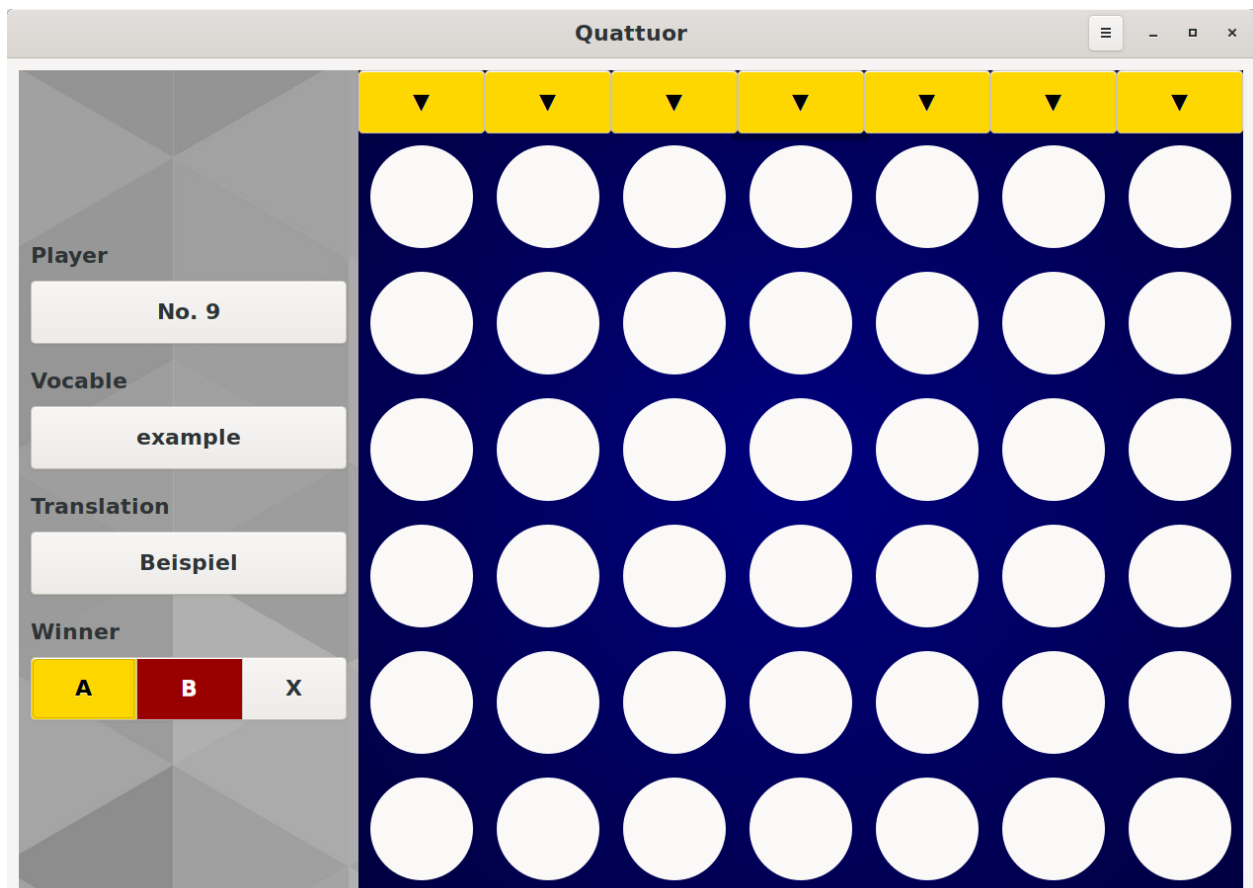 Quattuor
▼ ▼ ▼ ▼ ▼ ▼ ▼
Player
No. 9
Vocable
example
Translation
Beispiel
Winner
A B X